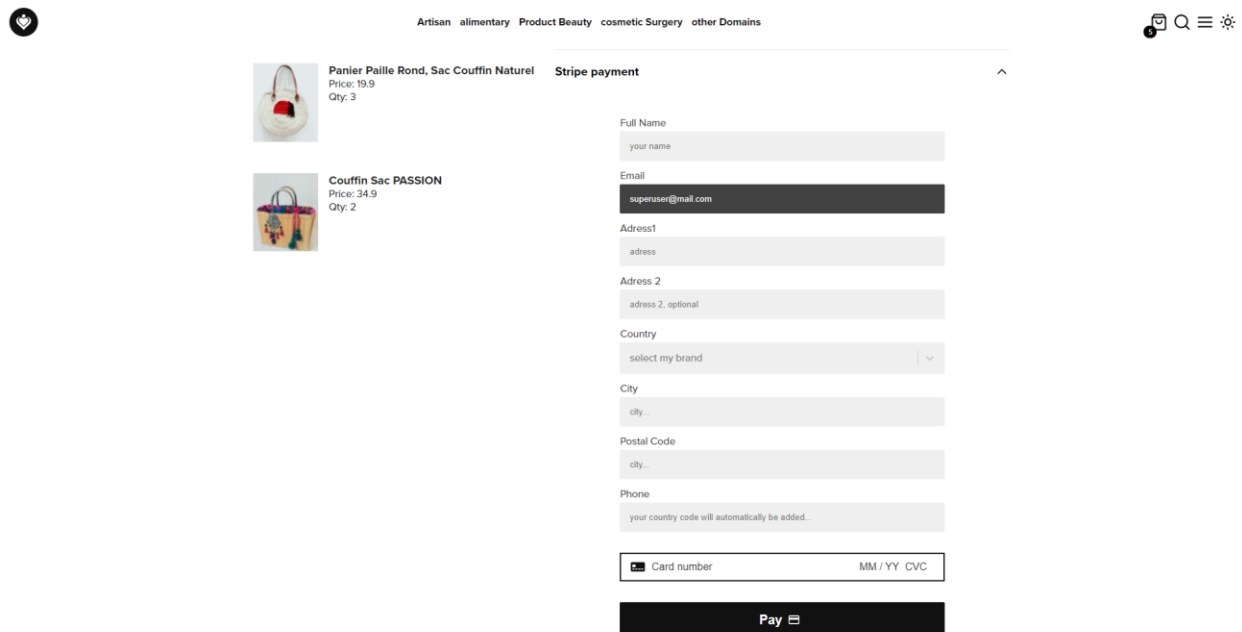 Artisan alimentary Product Beauty cosmetic Surgery other Domains
5
Panier Paille Rond, Sac Couffin Naturel
Price: 19.9
Qty: 3
Couffin Sac PASSION
Price: 34.9
Qty: 2
Stripe payment
Full Name
your name
Email
superuser@mail.com
Adress1
adress
Adress 2
adress 2, optional
Country
select my brand
City
city...
Postal Code
city...
Phone
your country code will automatically be added...
Card number MM / YY CVC
Pay